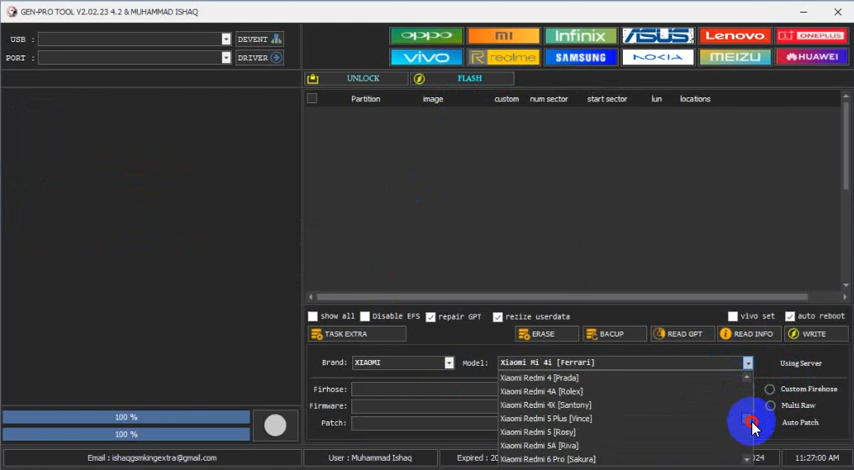 GEN-PRO TOOL V2.02.23 4.2 & MUHAMMAD ISHAQ
USB : DEVENT
PORT : DRIVER
oppo mi Infinix ASUS Lenovo ONEPLUS
vivo realme SAMSUNG NOKIA MEIZU HUAWEI
UNLOCK FLASH
Partition image custom num sector start sector lun locations
show all Disable EFS repair GPT rezize userdata vivo set auto reboot
TASK EXTRA ERASE BACUP READ GPT READ INFO WRITE
Brand: XIAOMI Model: Xiaomi Mi 4i [Ferrari] Using Server
Xiaomi Redmi 4 [Prada]
Firhose: Xiaomi Redmi 4A [Rolex] Custom Firehose
Firmware: Xiaomi Redmi 4X [Santony] Multi Raw
Patch: Xiaomi Redmi 5 Plus [Vince] Auto Patch
Xiaomi Redmi 5 [Rosy]
Xiaomi Redmi 5A [Riva]
Xiaomi Redmi 6 Pro [Sakura]
100 %
100 %
Email : ishaqgsmkingextra@gmail.com User : Muhammad Ishaq Expired : 20 024 11:27:00 AM